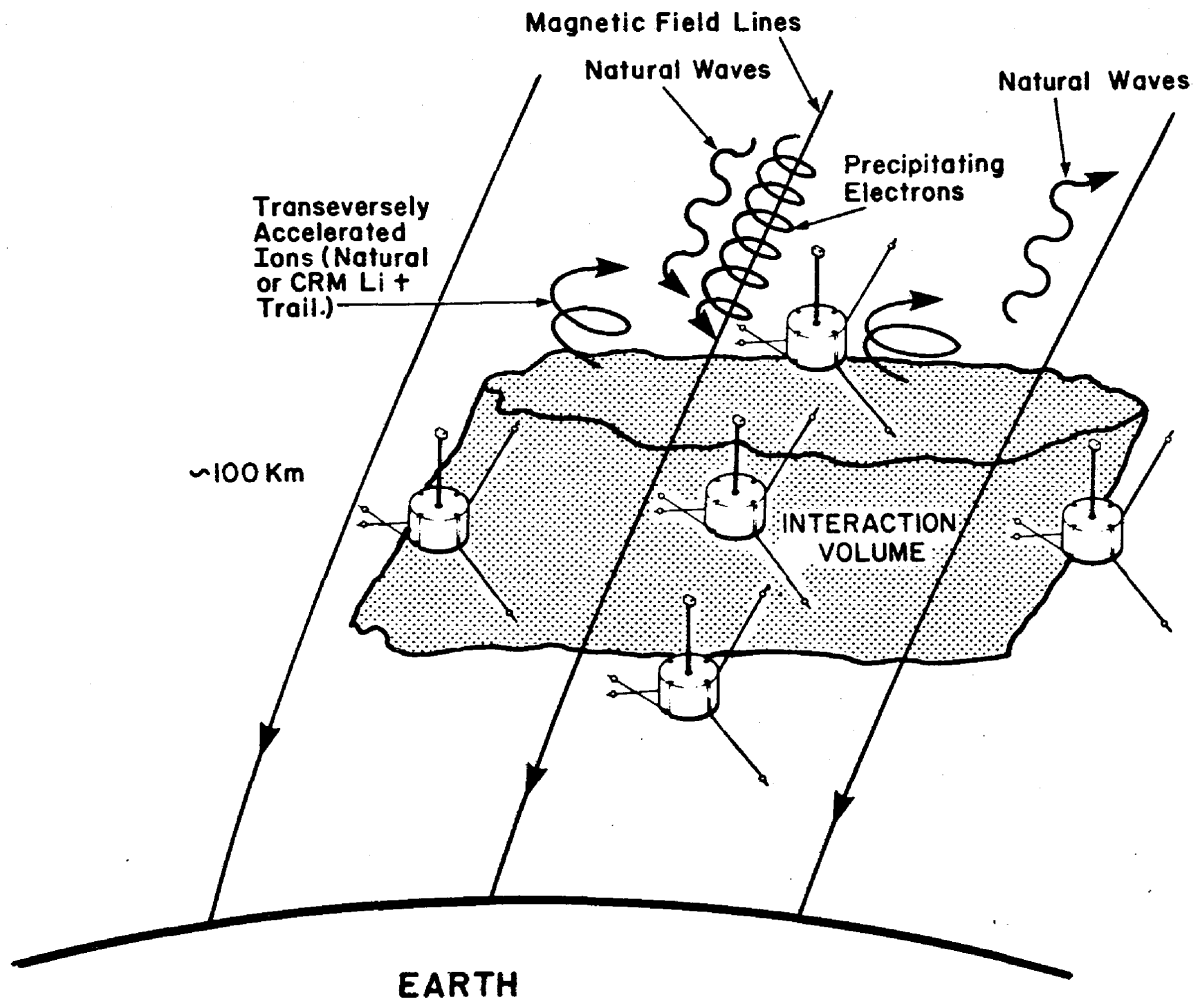 Magnetic Field Lines
Natural Waves
Natural Waves
Precipitating
Electrons
Transeversely
Accelerated
Ions (Natural
or CRM Li +
Trail.)
~100 Km
INTERACTION
VOLUME
EARTH